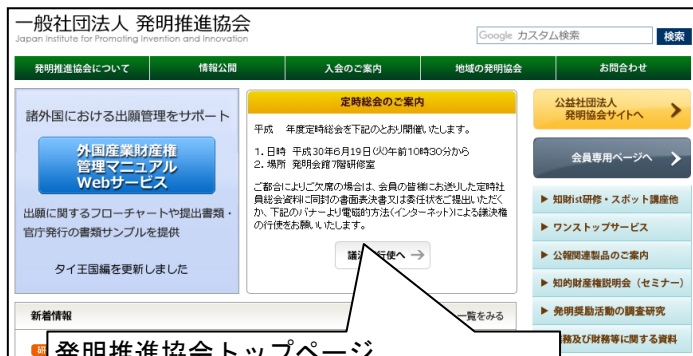 一般社団法人 発明推進協会
Japan Institute for Promoting Invention and Innovation
Google カスタム検索
検索
発明推進協会について
情報公開
入会のご案内
地域の発明協会
お問合わせ
諸外国における出願管理をサポート
外国産業財産権
管理マニュアル
Webサービス
出願に関するフローチャートや提出書類・
官庁発行の書類サンプルを提供
タイ王国編を更新しました
定時総会のご案内
平成 年度定時総会を下記のとおり開催いたします。
1. 日時 平成30年6月19日(火)午前10時30分から
2. 場所 発明会館7階研修室
ご都合によりご欠席の場合は、会員の皆様にお送りした定時社
員総会資料に同封の書面表決書又は委任状をご提出いただく
か、下記のバナーより電磁的方法(インターネット)による議決権
の行使をお願いいたします。
議 行使へ
公益社団法人
発明協会サイトへ
会員専用ページへ
知財ist研修・スポット講座他
ワンストップサービス
公報関連製品のご案内
知的財産権説明会(セミナー)
発明奨励活動の調査研究
務及び財務等に関する資料
新着情報
一覧をみる
発明推進協会トップページ